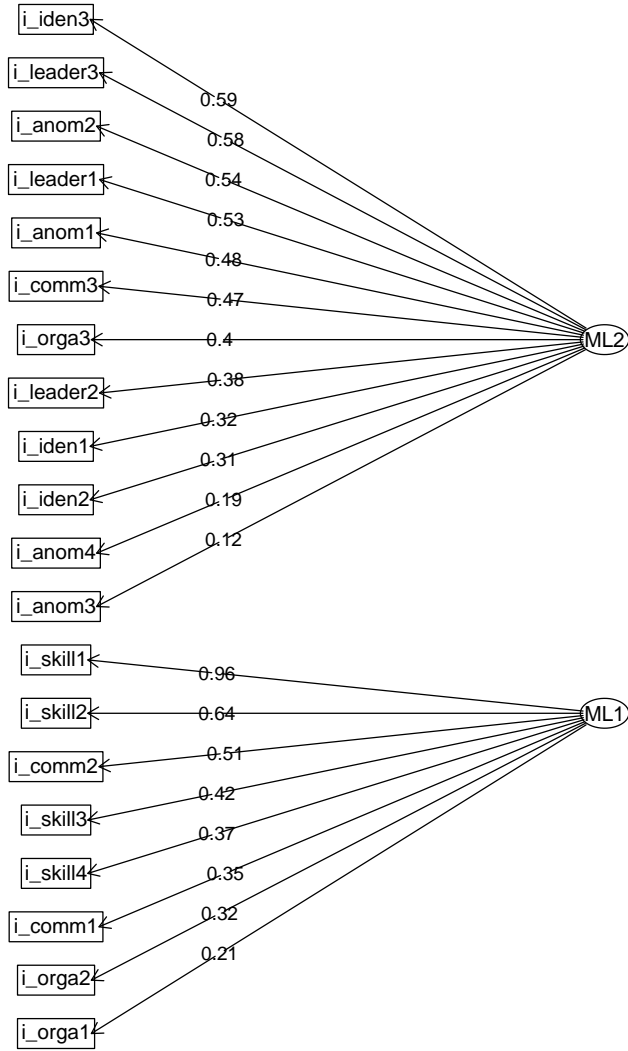 i_iden3
i_leader3
0.59
i_anom2
0.58
i_leader1
0.54
0.53
i_anom1
0.48
i_comm3
0.47
i_orga3
0.4
ML2
i_leader2
0.38
0.32
i_iden1
0.31
i_iden2
0.19
i_anom4
0.12
i_anom3
i_skill1
0.96
i_skill2
0.64
ML1
0.51
i_comm2
0.42
i_skill3
0.37
i_skill4
0.35
i_comm1
0.32
0.21
i_orga2
i_orga1